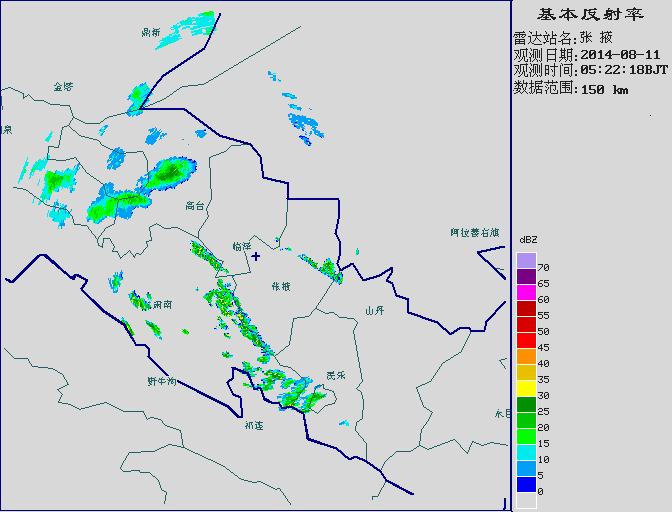 基本反射率
雷达站名:张 掖
观测日期:2014-08-11
观测时间:05:22:18BJT
数据范围:150 km
鼎新
金塔
泉
高台
临泽
阿拉善右旗
张掖
肃南
山丹
野牛沟
民乐
祁连
永昌
dBZ
70
65
60
55
50
45
40
35
30
25
20
15
10
5
0